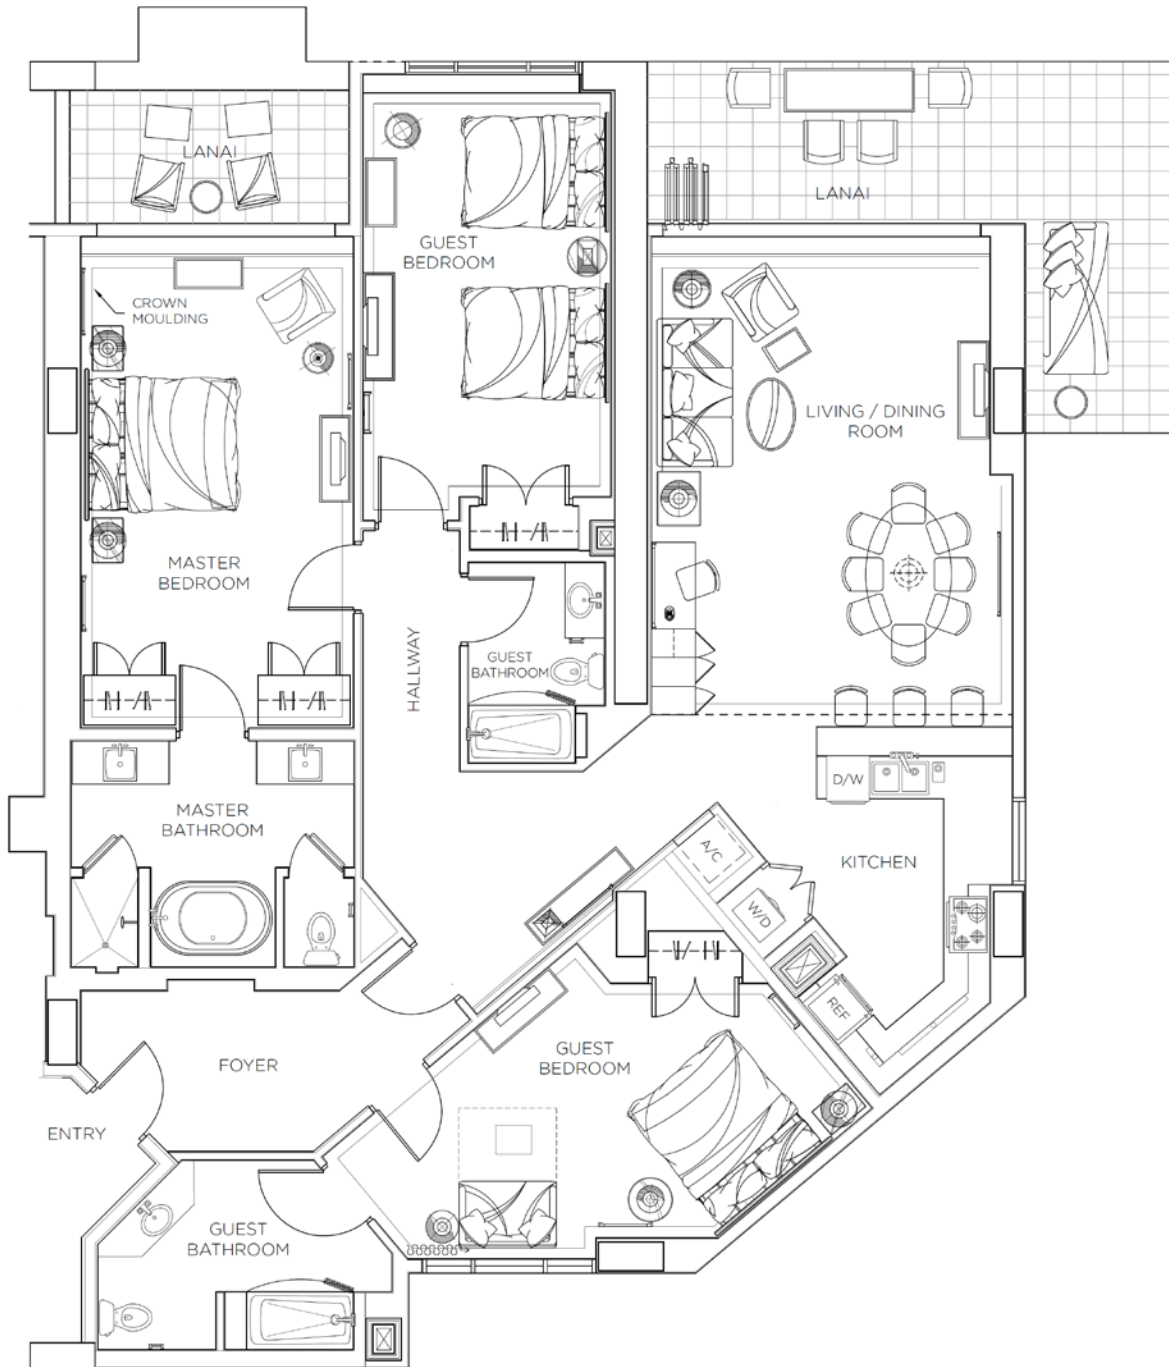 LANAI
LANAI
GUEST
BEDROOM
CROWN
MOULDING
LIVING / DINING
ROOM
MASTER
BEDROOM
HALLWAY
GUEST
BATHROOM
D/W
MASTER
BATHROOM
A/C
KITCHEN
W/D
REF
GUEST
BEDROOM
FOYER
ENTRY
GUEST
BATHROOM